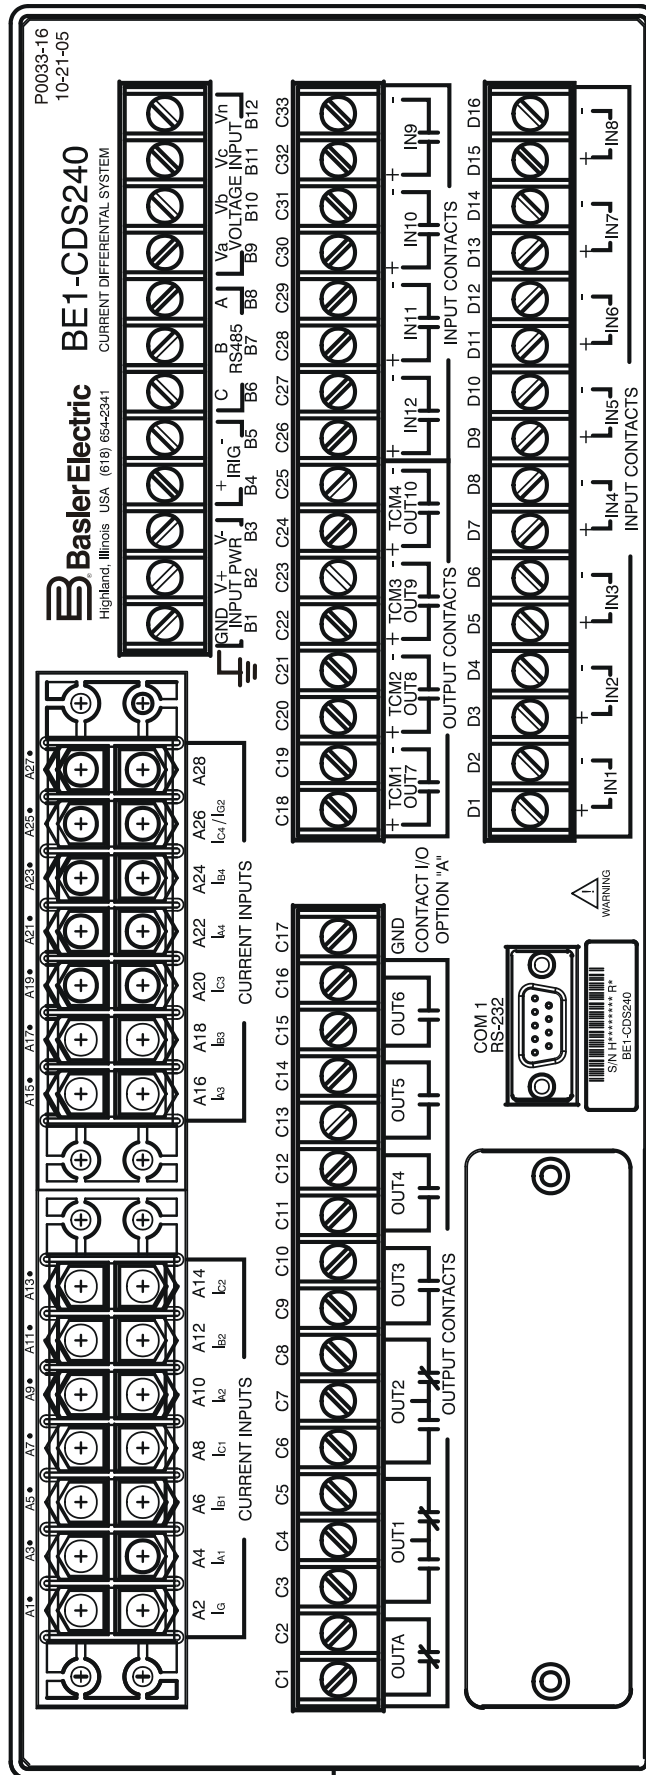 P0033-16
10-21-05
BE1-CDS240
CURRENT DIFFERENTIAL SYSTEM
Basler Electric
Highland, Illinois USA (618) 654-2341
A1 A3 A5 A7 A9 A11 A13
A2 A4 A6 A8 A10 A12 A14
IG IA1 IB1 IC1 IA2 IB2 IC2
CURRENT INPUTS
A15 A17 A19 A21 A23 A25 A27
A16 A18 A20 A22 A24 A26 A28
IA3 IB3 IC3 IA4 IB4 IC4 / IG2
CURRENT INPUTS
GND V+ V- + - C B A Va Vb Vc Vn
INPUT PWR IRIG RS485 VOLTAGE INPUT
B1 B2 B3 B4 B5 B6 B7 B8 B9 B10 B11 B12
C1 C2 C3 C4 C5 C6 C7 C8 C9 C10 C11 C12 C13 C14 C15 C16 C17
OUTA OUT1 OUT2 OUT3 OUT4 OUT5 OUT6 GND
OUTPUT CONTACTS
CONTACT I/O
OPTION "A"
C18 C19 C20 C21 C22 C23 C24 C25 C26 C27 C28 C29 C30 C31 C32 C33
+ TCM1 - + TCM2 - + TCM3 - + TCM4 - + - + - + - + -
OUT7 OUT8 OUT9 OUT10 IN12 IN11 IN10 IN9
OUTPUT CONTACTS INPUT CONTACTS
COM 1
RS-232
S/N H******** R*
BE1-CDS240
WARNING
D1 D2 D3 D4 D5 D6 D7 D8 D9 D10 D11 D12 D13 D14 D15 D16
+ - + - + - + - + - + - + - + -
IN1 IN2 IN3 IN4 IN5 IN6 IN7 IN8
INPUT CONTACTS